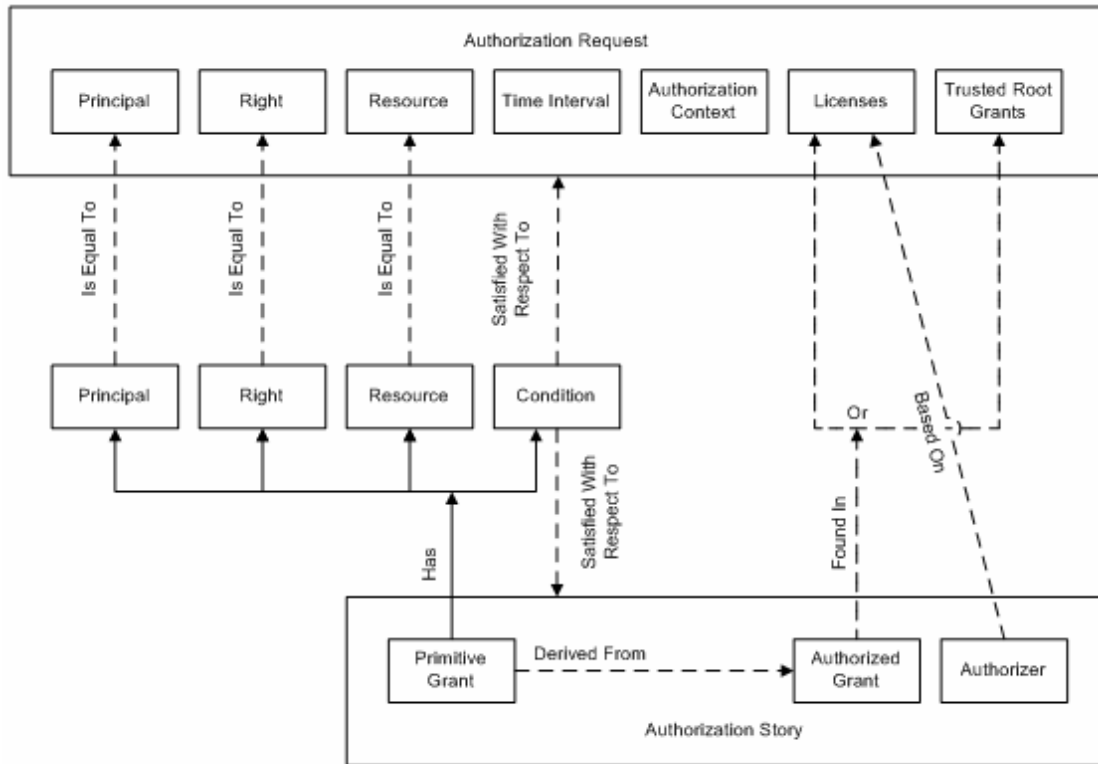 Authorization Request
Principal
Right
Resource
Time Interval
Authorization
Context
Licenses
Trusted Root
Grants
Is Equal To
Is Equal To
Is Equal To
Satisfied With
Respect To
Principal
Right
Resource
Condition
Or
Based On
Has
Satisfied With
Respect To
Found In
Primitive
Grant
Derived From
Authorized
Grant
Authorizer
Authorization Story